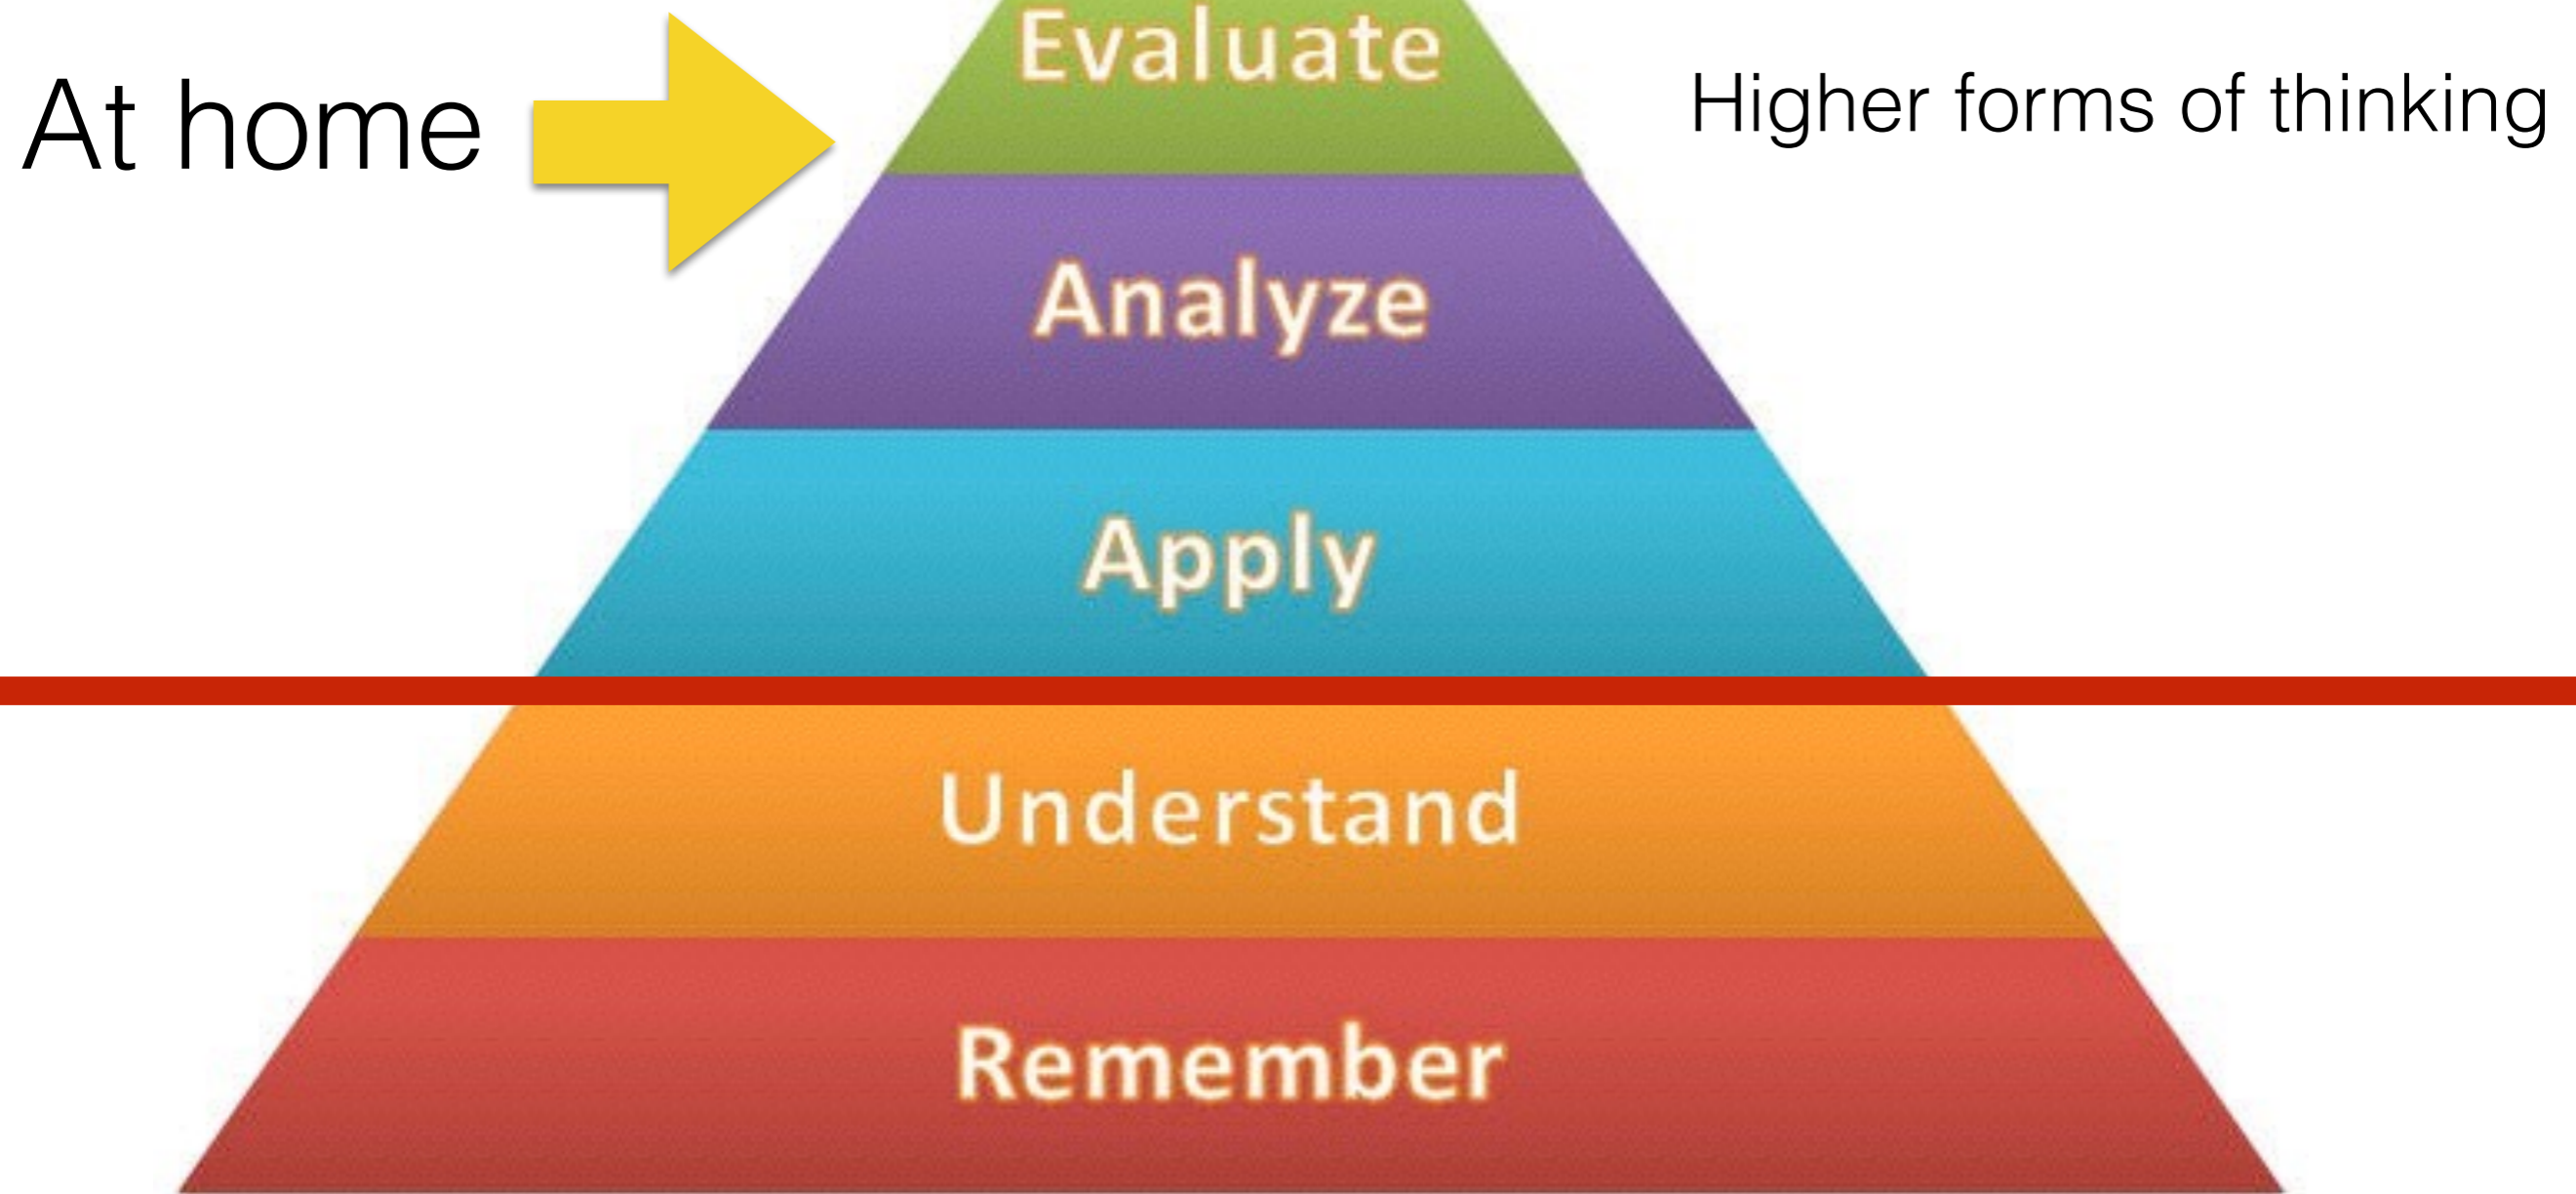 Evaluate
At home
Higher forms of thinking
Analyze
Apply
Understand
Remember